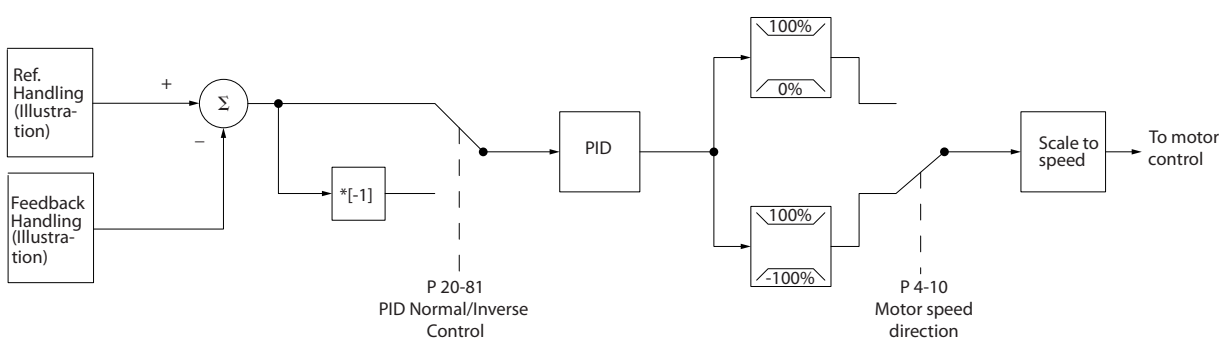 Ref.
Handling
(Illustra-
tion)
Feedback
Handling
(Illustra-
tion)
+
−
Σ
*[-1]
P 20-81
PID Normal/Inverse
Control
PID
100%
0%
100%
-100%
P 4-10
Motor speed
direction
Scale to
speed
To motor
control